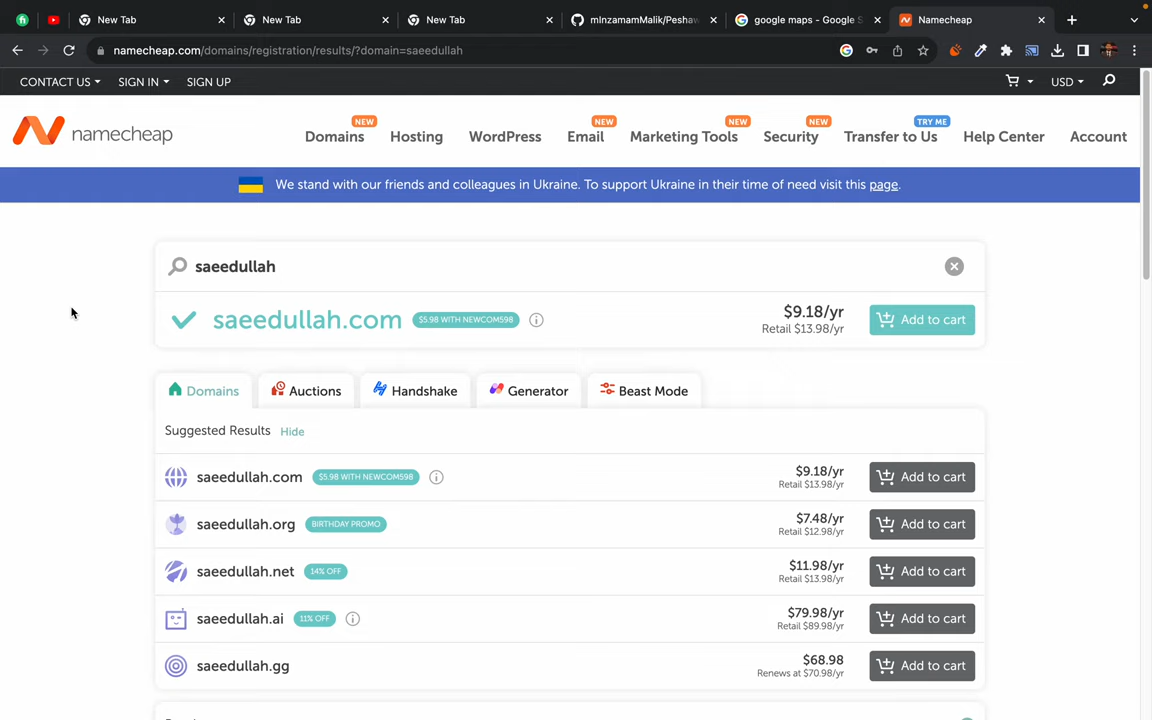 New Tab
New Tab
New Tab
mInzamamMalik/Peshaw
google maps - Google S
Namecheap
namecheap.com/domains/registration/results/?domain=saeedullah
CONTACT US
SIGN IN
SIGN UP
USD
NEW
NEW
NEW
NEW
TRY ME
namecheap
Domains
Hosting
WordPress
Email
Marketing Tools
Security
Transfer to Us
Help Center
Account
We stand with our friends and colleagues in Ukraine. To support Ukraine in their time of need visit this page.
saeedullah
saeedullah.com
$5.98 WITH NEWCOM598
$9.18/yr
Retail $13.98/yr
Add to cart
Domains
Auctions
Handshake
Generator
Beast Mode
Suggested Results
Hide
saeedullah.com
$5.98 WITH NEWCOM598
$9.18/yr
Retail $13.98/yr
Add to cart
saeedullah.org
BIRTHDAY PROMO
$7.48/yr
Retail $12.98/yr
Add to cart
saeedullah.net
14% OFF
$11.98/yr
Retail $13.98/yr
Add to cart
saeedullah.ai
11% OFF
$79.98/yr
Retail $89.98/yr
Add to cart
saeedullah.gg
$68.98
Renews at $70.98/yr
Add to cart